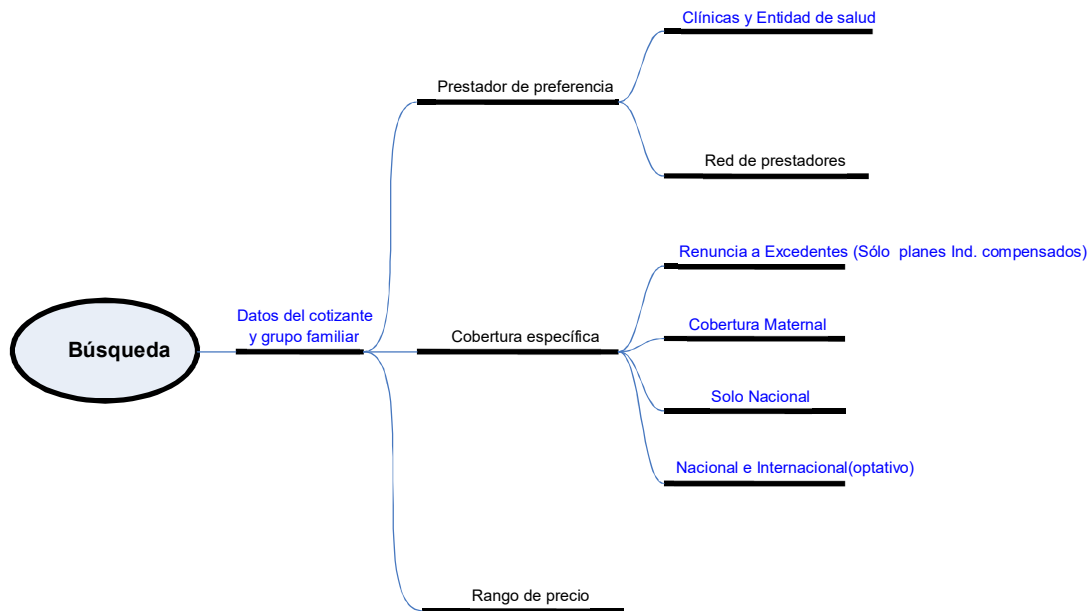 Búsqueda
Datos del cotizante
y grupo familiar
Prestador de preferencia
Clínicas y Entidad de salud
Red de prestadores
Cobertura específica
Renuncia a Excedentes (Sólo planes Ind. compensados)
Cobertura Maternal
Solo Nacional
Nacional e Internacional(optativo)
Rango de precio